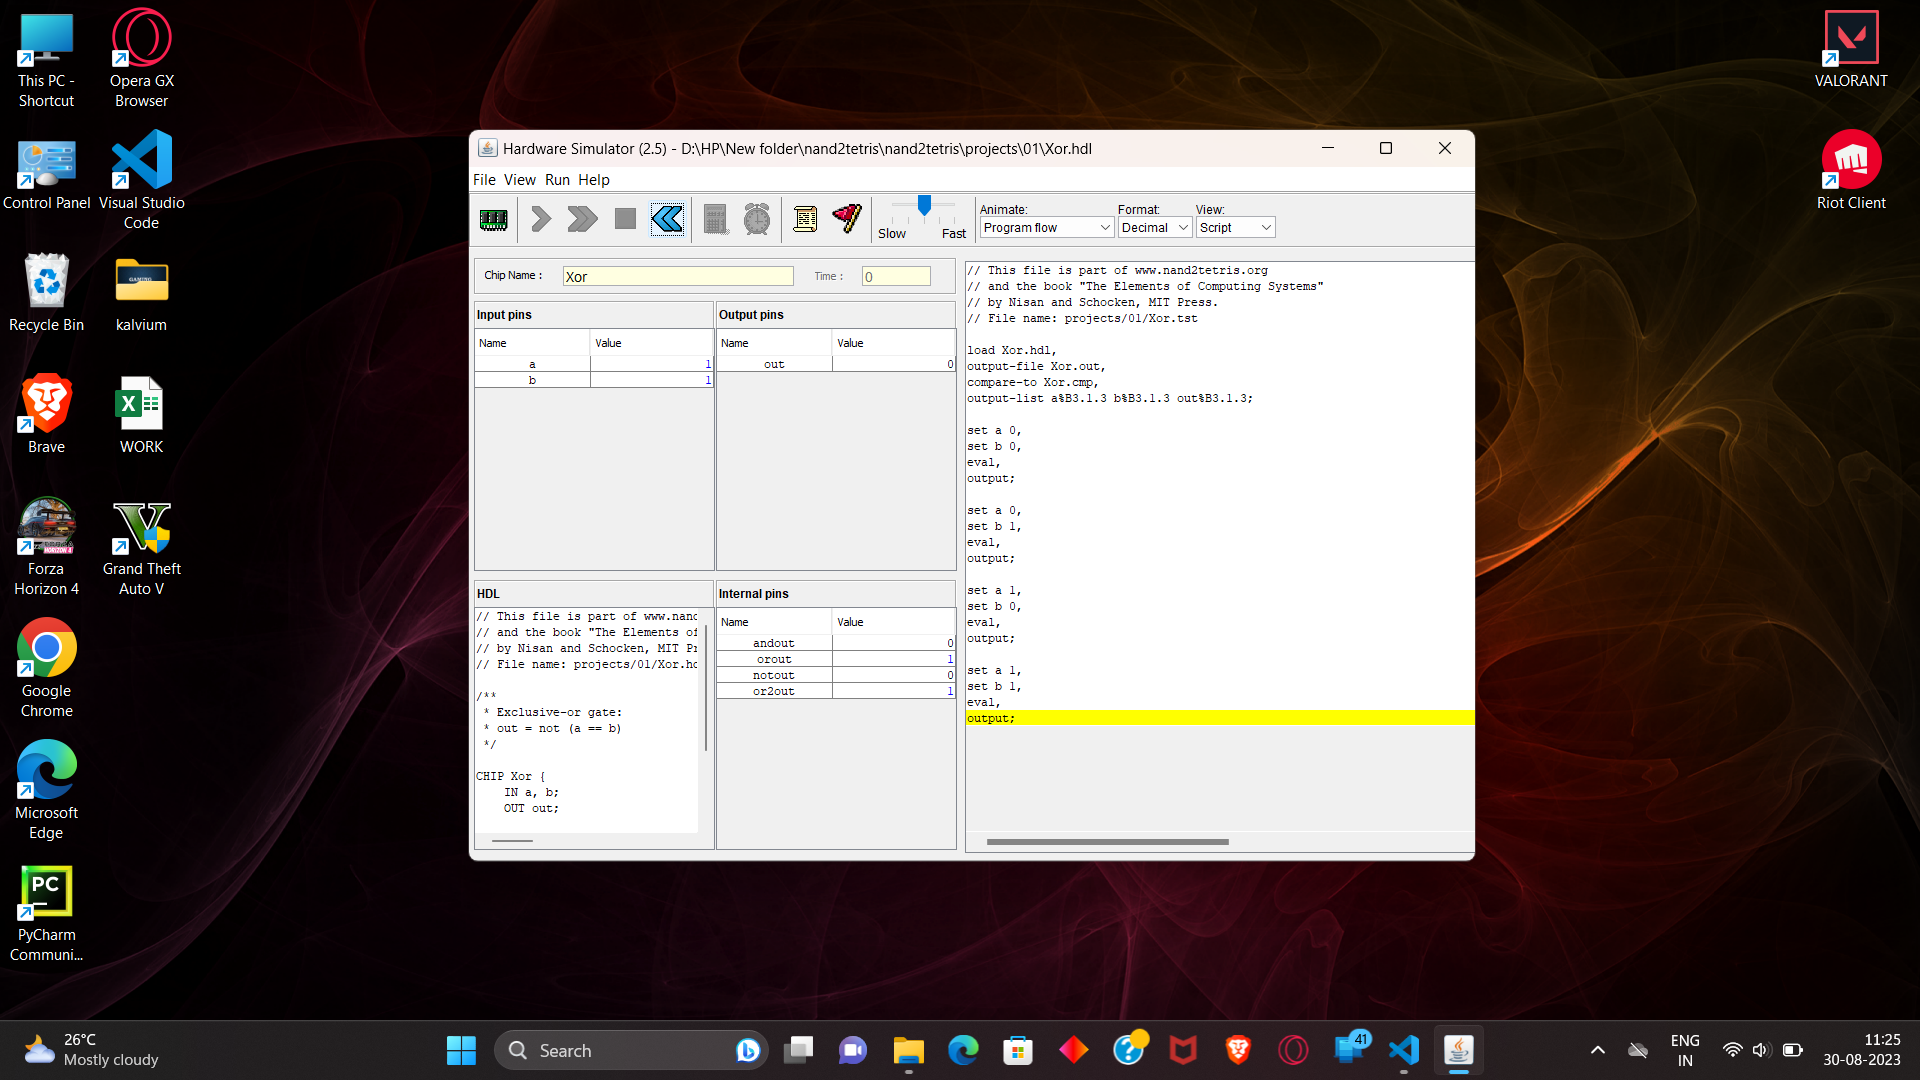 This PC -
Shortcut
Opera GX
Browser
Control Panel
Visual Studio
Code
Recycle Bin
kalvium
GAMING
Brave
WORK
Forza
Horizon 4
HORIZON 4
Grand Theft
Auto V
Google
Chrome
Microsoft
Edge
PC
PyCharm
Communi...
VALORANT
Riot Client
Hardware Simulator (2.5) - D:\HP\New folder\nand2tetris\nand2tetris\projects\01\Xor.hdl
File View Run Help
Slow Fast
Animate:
Program flow
Format:
Decimal
View:
Script
Chip Name : Xor Time : 0
Input pins
Name Value
a 1
b 1
Output pins
Name Value
out 0
HDL
// This file is part of www.nand
// and the book "The Elements of
// by Nisan and Schocken, MIT Pr
// File name: projects/01/Xor.hd
/**
* Exclusive-or gate:
* out = not (a == b)
*/
CHIP Xor {
IN a, b;
OUT out;
Internal pins
Name Value
andout 0
orout 1
notout 0
or2out 1
// This file is part of www.nand2tetris.org
// and the book "The Elements of Computing Systems"
// by Nisan and Schocken, MIT Press.
// File name: projects/01/Xor.tst
load Xor.hdl,
output-file Xor.out,
compare-to Xor.cmp,
output-list a%B3.1.3 b%B3.1.3 out%B3.1.3;
set a 0,
set b 0,
eval,
output;
set a 0,
set b 1,
eval,
output;
set a 1,
set b 0,
eval,
output;
set a 1,
set b 1,
eval,
output;
26°C
Mostly cloudy
Search
41
ENG
IN
11:25
30-08-2023